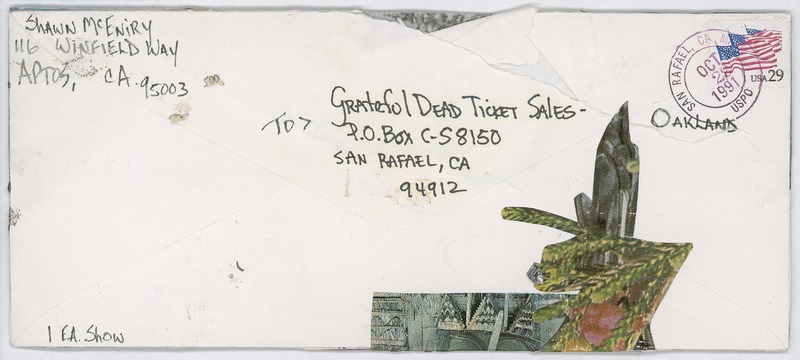 Shawn McEniry
116 Winfield Way
Aptos, CA. 95003
To>
Grateful Dead Ticket Sales-
P.O. Box C-S8150
San Rafael, CA
94912
SAN RAFAEL, CA
OCT
1991
USPO
USA 29
Oakland
1 EA. Show